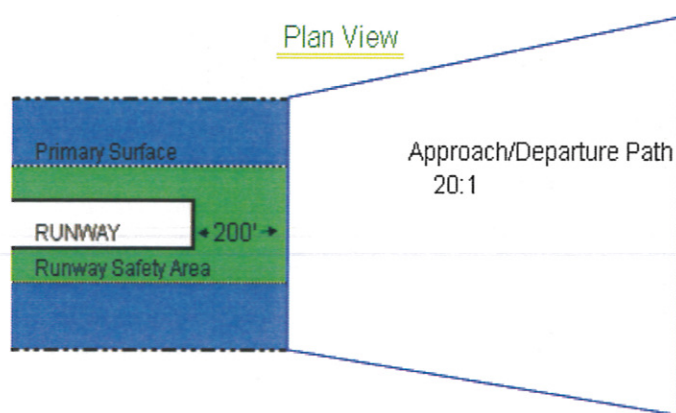 Plan View
Primary Surface
Approach/Departure Path
20:1
RUNWAY
200'
Runway Safety Area